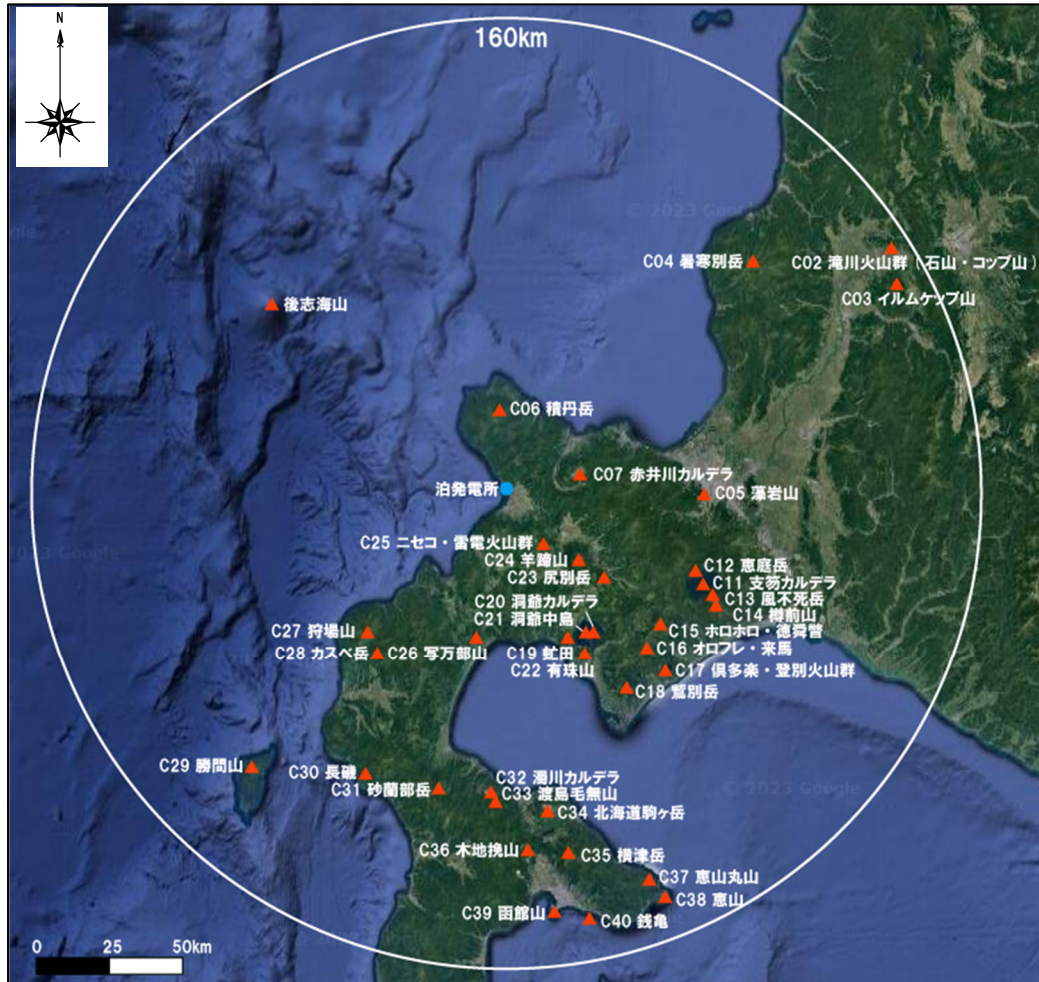 N
160km
© 2023 Google
C04 暑寒別岳
C02 滝川火山群(石山・コップ山)
C03 イルムケップ山
後志海山
C06 積丹岳
C07 赤井川カルデラ
泊発電所
C05 藻岩山
C25 ニセコ・雷電火山群
C24 羊蹄山
C23 尻別岳
C12 恵庭岳
C11 支笏カルデラ
C13 風不死岳
C14 樽前山
C20 洞爺カルデラ
C21 洞爺中島
C15 ホロホロ・徳舜瞥
C27 狩場山
C28 カスベ岳
C26 写万部山
C19 虻田
C16 オロフレ・来馬
C22 有珠山
C17 倶多楽・登別火山群
C18 鷲別岳
C29 勝澗山
C30 長磯
C31 砂蘭部岳
C32 濁川カルデラ
C33 渡島毛無山
C34 北海道駒ヶ岳
© 2023 Google
C36 木地挽山
C35 横津岳
C37 恵山丸山
C38 恵山
C39 函館山
C40 銭亀
0 25 50km